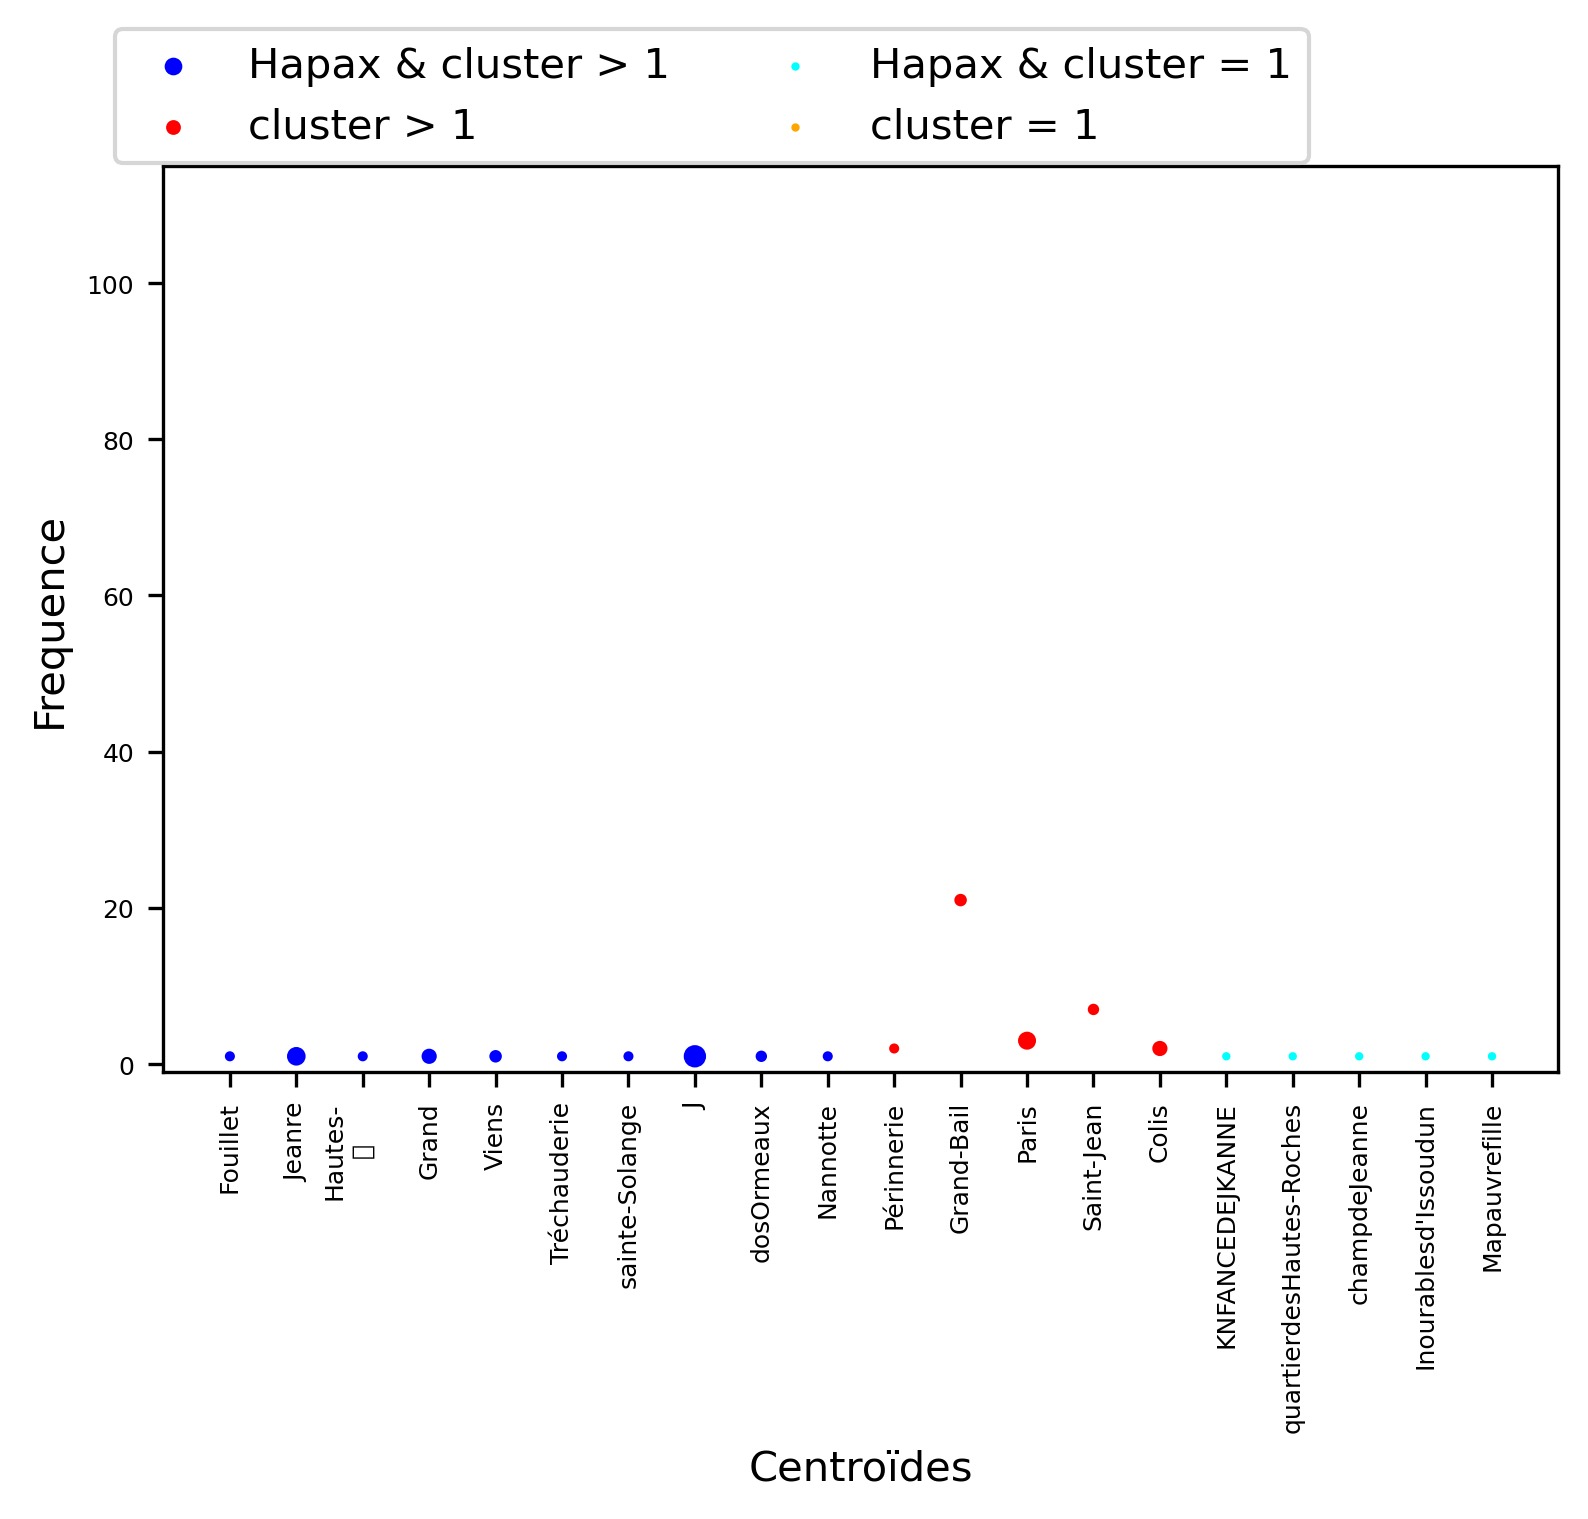 Hapax & cluster > 1
cluster > 1
Hapax & cluster = 1
cluster = 1
Frequence
100
80
60
40
20
0
Fouillet
Jeanre
Hautes-
Grand
Viens
Tréchauderie
sainte-Solange
J
dosOrmeaux
Nannotte
Périnnerie
Grand-Bail
Paris
Saint-Jean
Colis
KNFANCEDEJKANNE
quartierdesHautes-Roches
champdeJeanne
Inourablesd'Issoudun
Mapauvrefille
Centroïdes